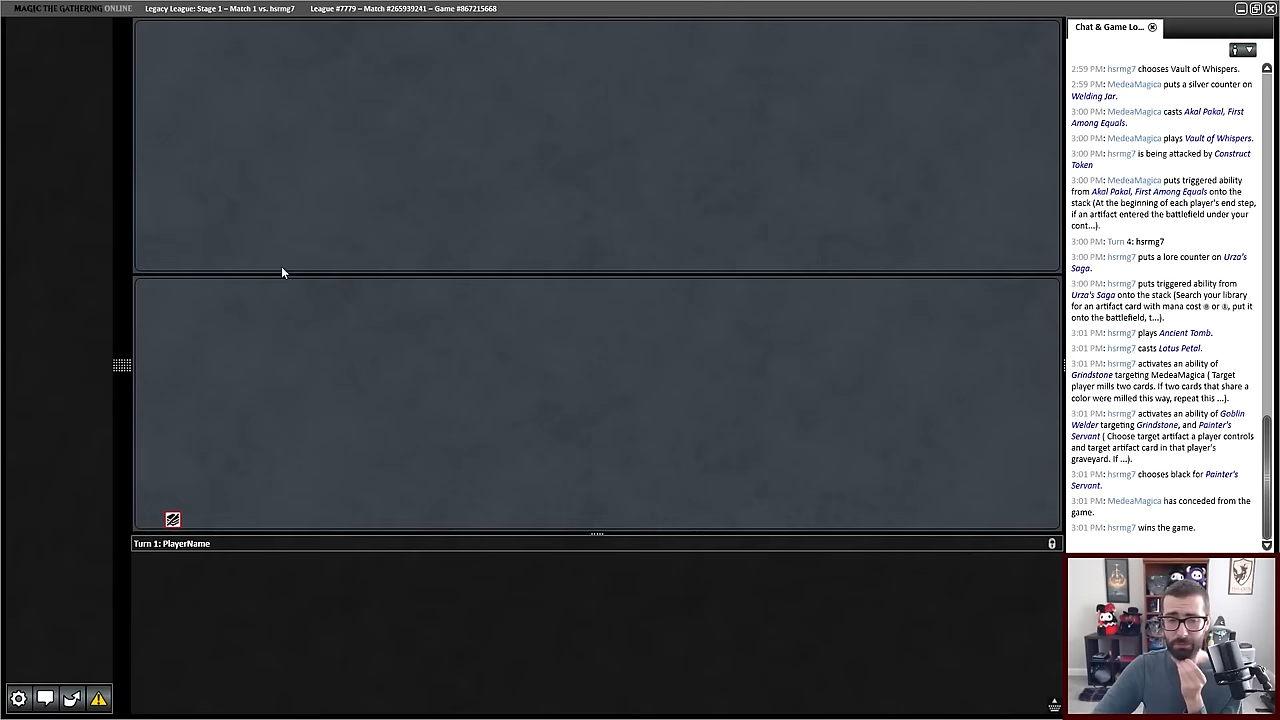 MAGIC THE GATHERING ONLINE Legacy League: Stage 1 – Match 1 vs. hsrmg7 League #7779 – Match #265939241 – Game #867215668
Chat & Game Lo...
2:59 PM: hsrmg7 chooses Vault of Whispers.
2:59 PM: MedeaMagica puts a silver counter on
Welding Jar.
3:00 PM: MedeaMagica casts Akal Pakal, First
Among Equals.
3:00 PM: MedeaMagica plays Vault of Whispers.
3:00 PM: hsrmg7 is being attacked by Construct
Token
3:00 PM: MedeaMagica puts triggered ability
from Akal Pakal, First Among Equals onto the
stack (At the beginning of each player's end step,
if an artifact entered the battlefield under your
cont...).
3:00 PM: Turn 4: hsrmg7
3:00 PM: hsrmg7 puts a lore counter on Urza's
Saga.
3:00 PM: hsrmg7 puts triggered ability from
Urza's Saga onto the stack (Search your library
for an artifact card with mana cost 0 or 1, put it
onto the battlefield, t...).
3:01 PM: hsrmg7 plays Ancient Tomb.
3:01 PM: hsrmg7 casts Lotus Petal.
3:01 PM: hsrmg7 activates an ability of
Grindstone targeting MedeaMagica ( Target
player mills two cards. If two cards that share a
color were milled this way, repeat this ...).
3:01 PM: hsrmg7 activates an ability of Goblin
Welder targeting Grindstone, and Painter's
Servant ( Choose target artifact a player controls
and target artifact card in that player's
graveyard. If ...).
3:01 PM: hsrmg7 chooses black for Painter's
Servant.
3:01 PM: MedeaMagica has conceded from the
game.
3:01 PM: hsrmg7 wins the game.
Turn 1: PlayerName